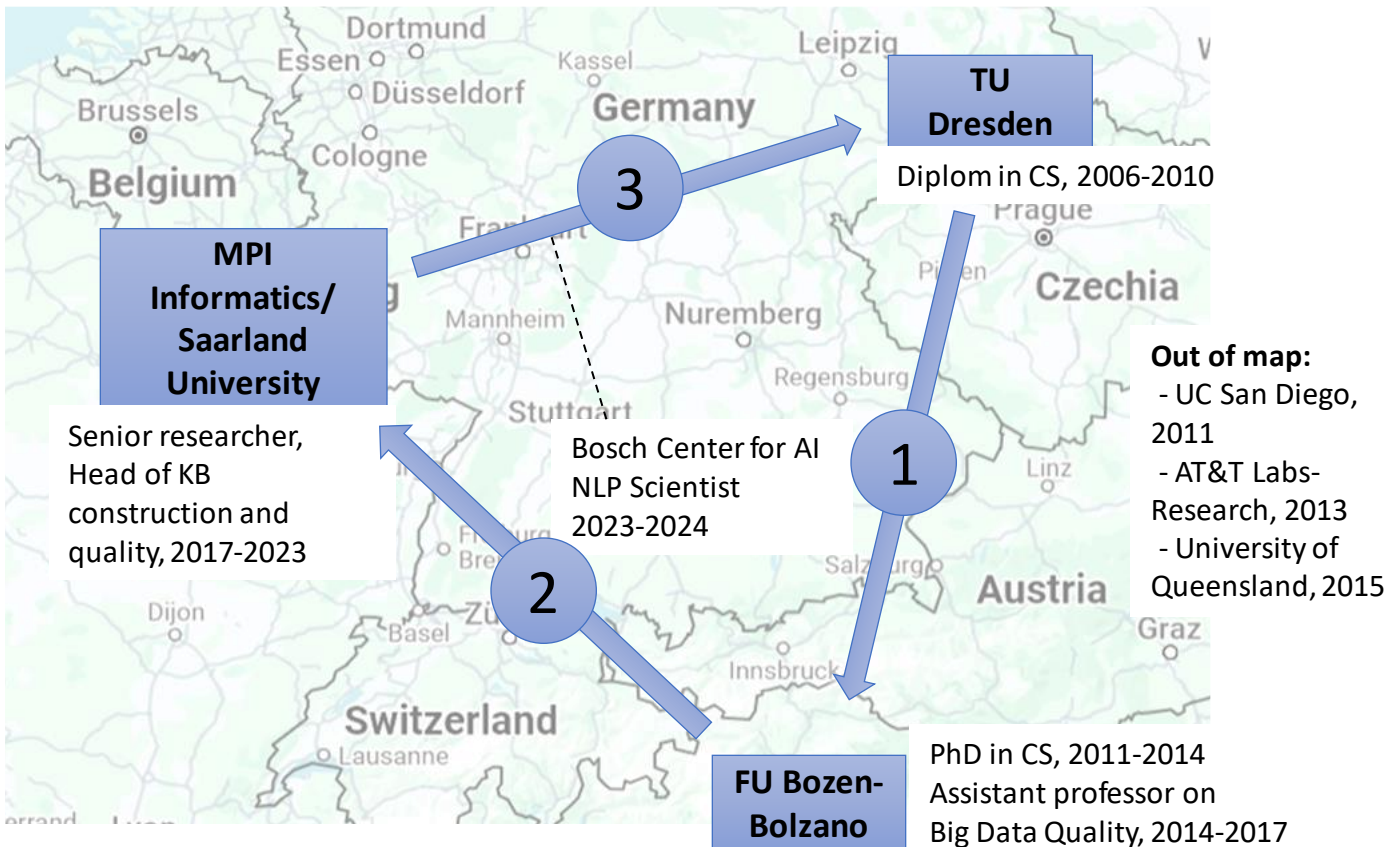 Dortmund
Essen
Düsseldorf
Cologne
Kassel
Leipzig
Germany
Brussels
Belgium
TU
Dresden
Diplom in CS, 2006-2010
3
Prague
Czechia
MPI
Informatics/
Saarland
University
Senior researcher,
Head of KB
construction and
quality, 2017-2023
Mannheim
Nuremberg
Regensburg
Stuttgart
Bosch Center for AI
NLP Scientist
2023-2024
1
Linz
Out of map:
- UC San Diego,
2011
- AT&T Labs-
Research, 2013
- University of
Queensland, 2015
2
Austria
Graz
Dijon
Basel
Innsbruck
Switzerland
Lausanne
FU Bozen-
Bolzano
PhD in CS, 2011-2014
Assistant professor on
Big Data Quality, 2014-2017